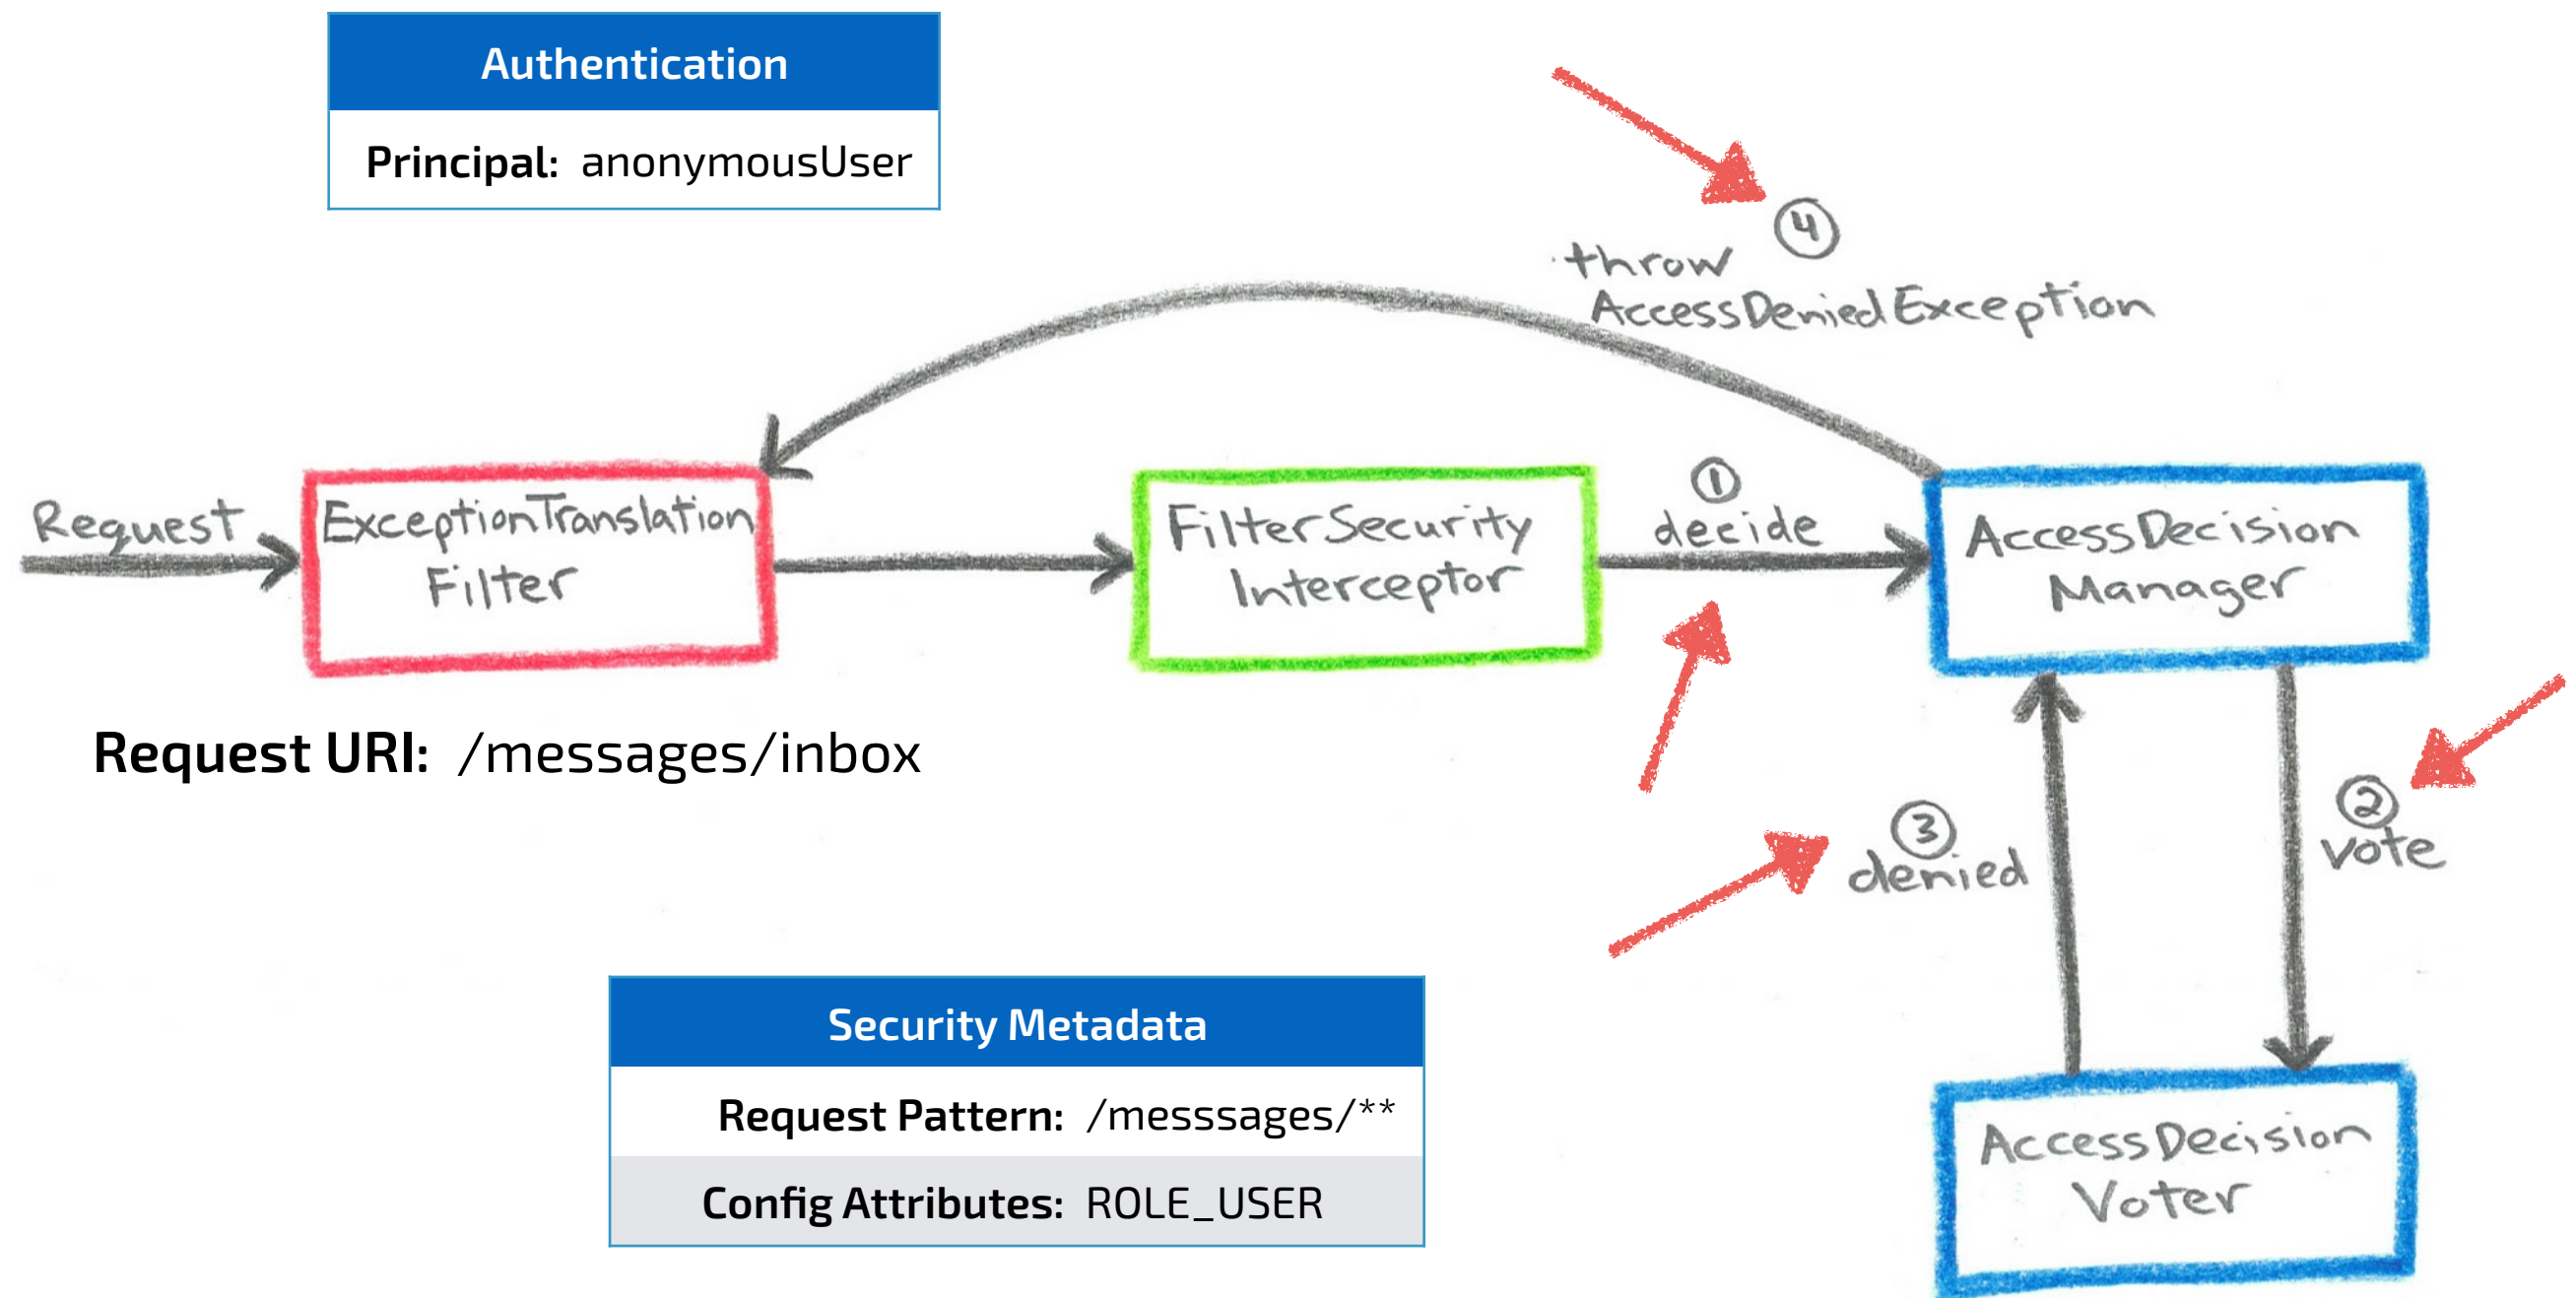 Authentication
Principal: anonymousUser
④
throw
AccessDeniedException
Request
ExceptionTranslation
Filter
FilterSecurity
Interceptor
①
decide
AccessDecision
Manager
Request URI: /messages/inbox
③
denied
②
vote
Security Metadata
Request Pattern: /messsages/**
Config Attributes: ROLE_USER
AccessDecision
Voter